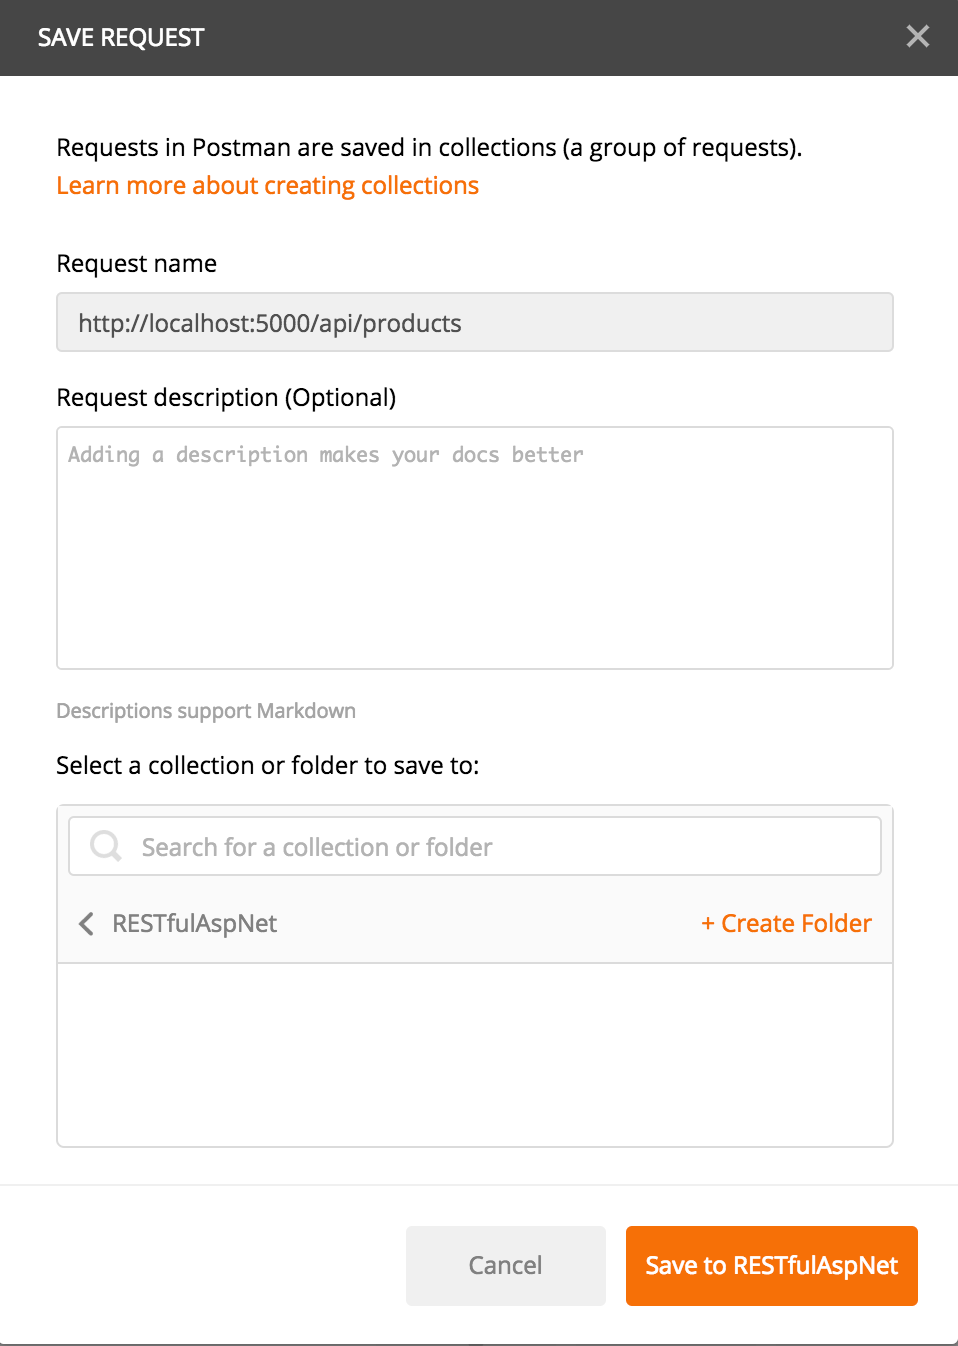 SAVE REQUEST
Requests in Postman are saved in collections (a group of requests).
Learn more about creating collections
Request name
http://localhost:5000/api/products
Request description (Optional)
Adding a description makes your docs better
Descriptions support Markdown
Select a collection or folder to save to:
Search for a collection or folder
RESTfulAspNet
+ Create Folder
Cancel
Save to RESTfulAspNet